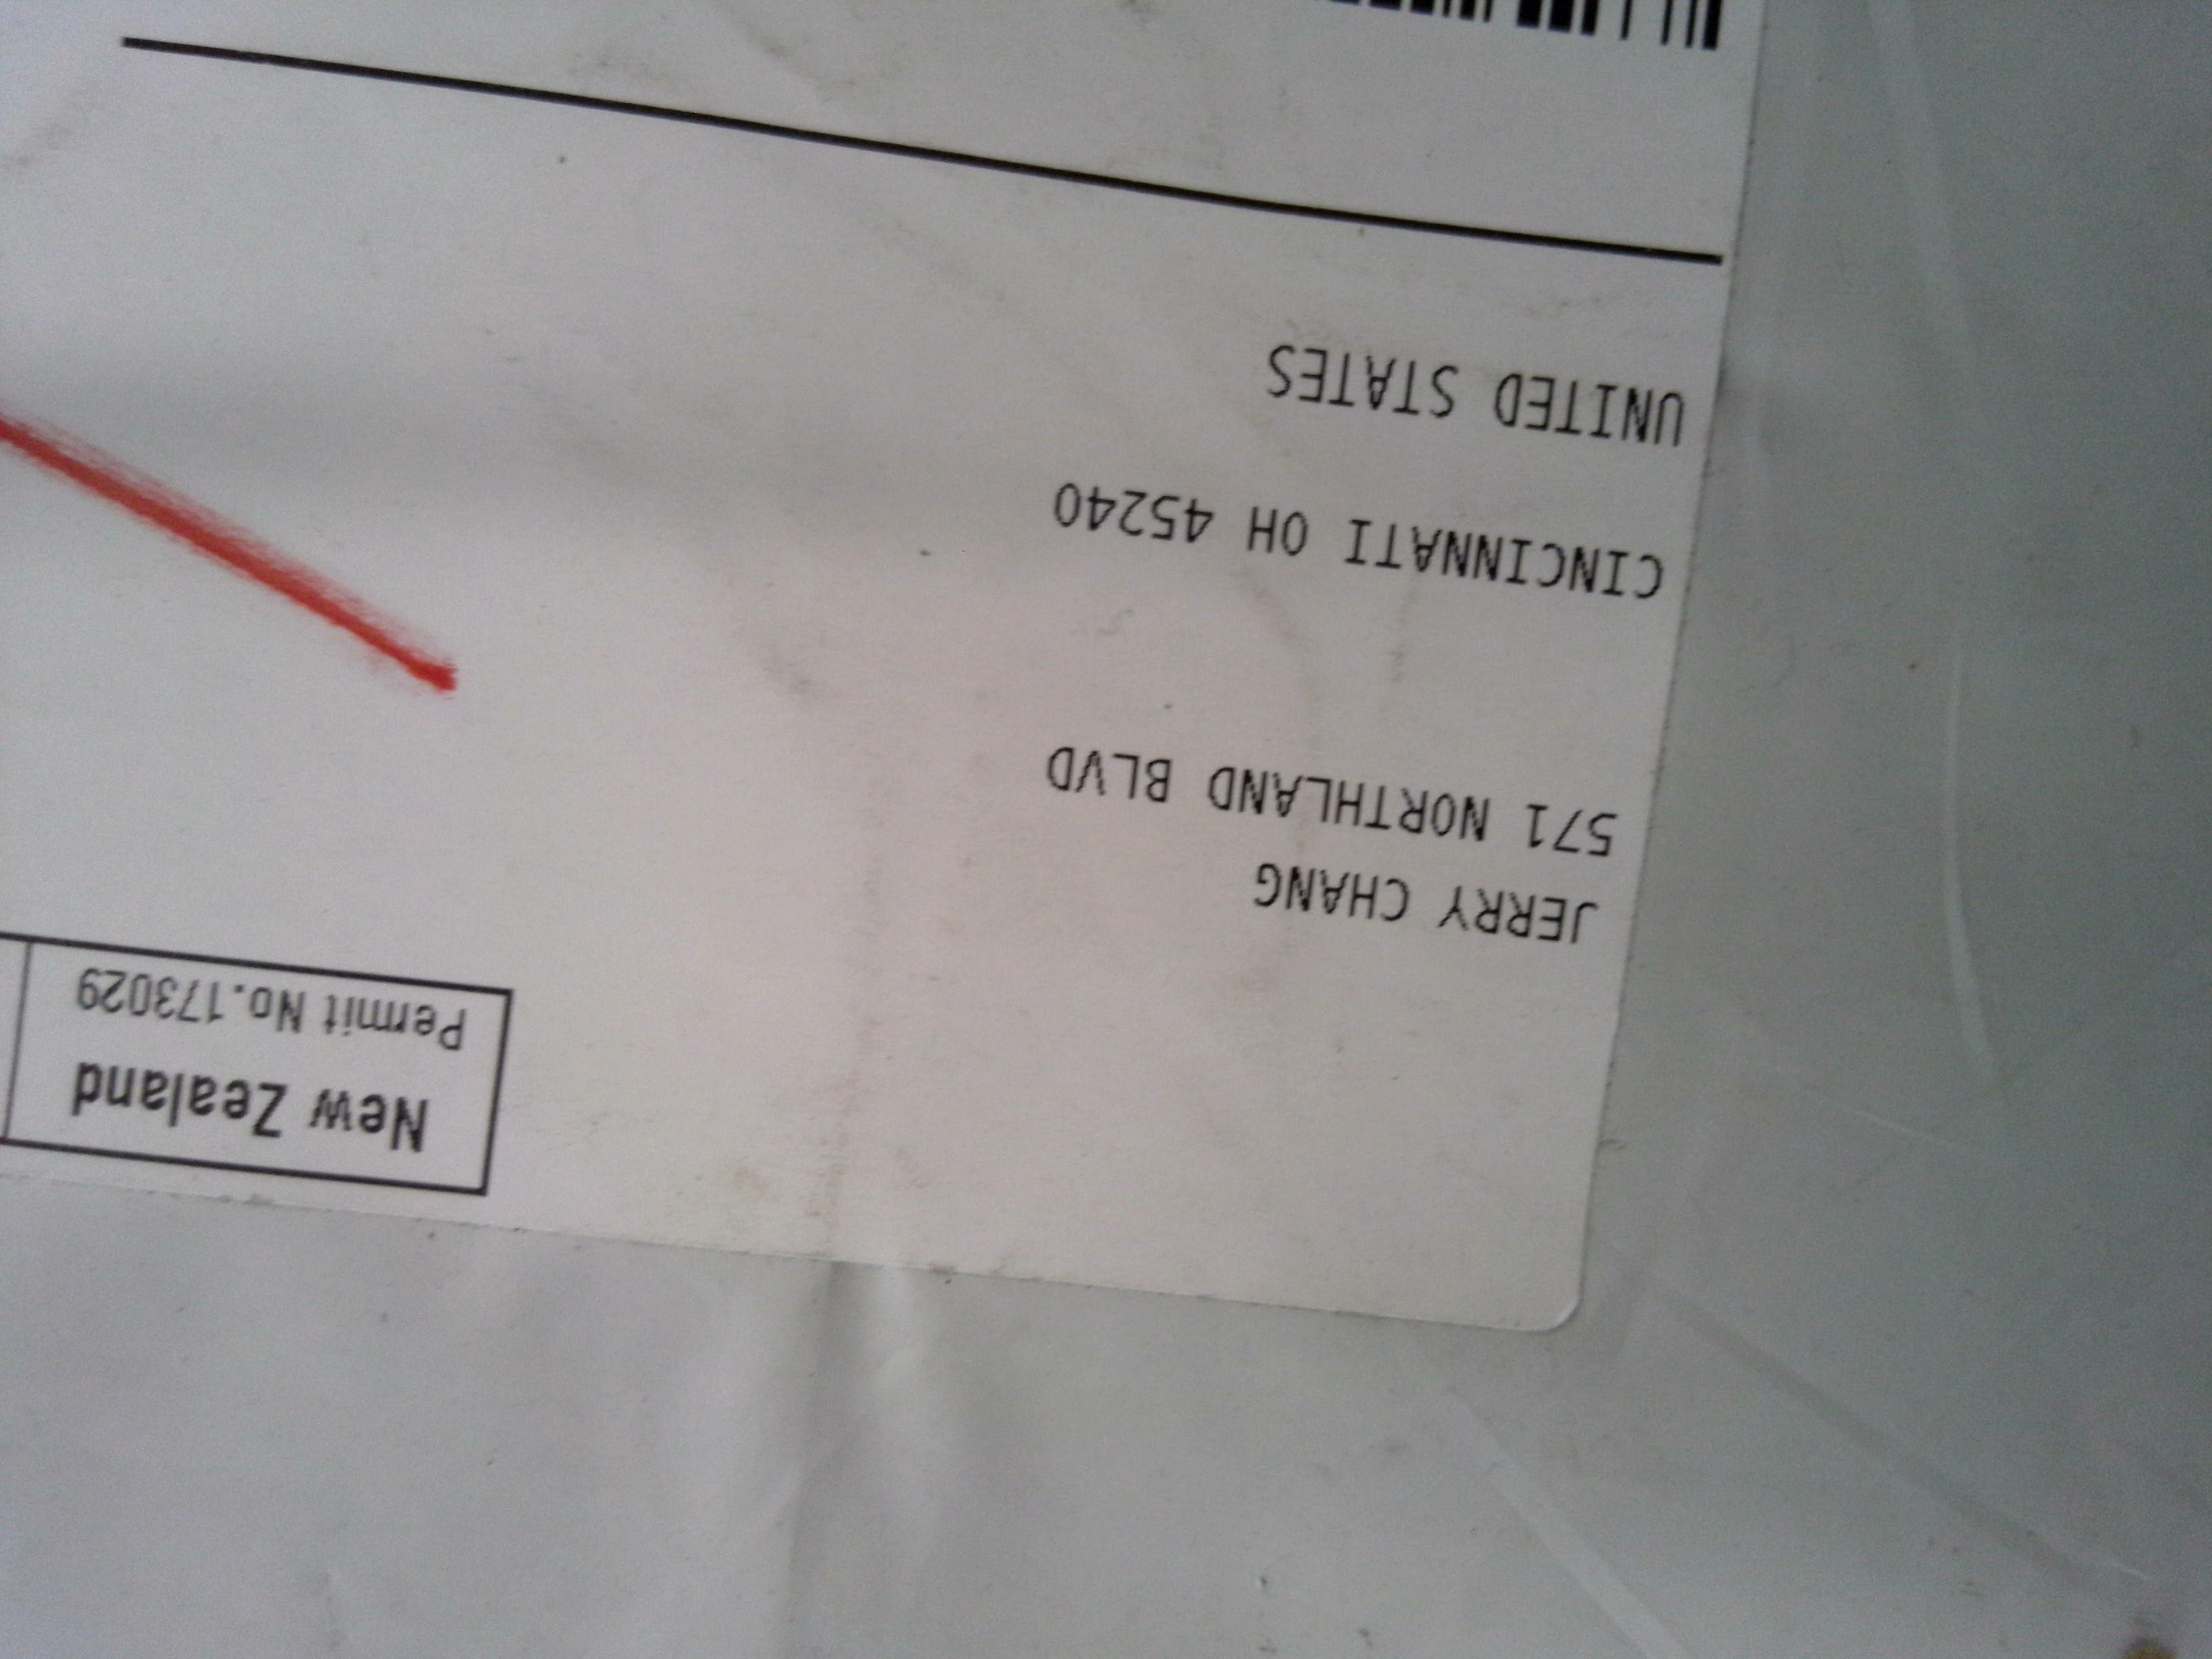 New Zealand
Permit No.173029
JERRY CHANG
571 NORTHLAND BLVD
CINCINNATI OH 45240
UNITED STATES